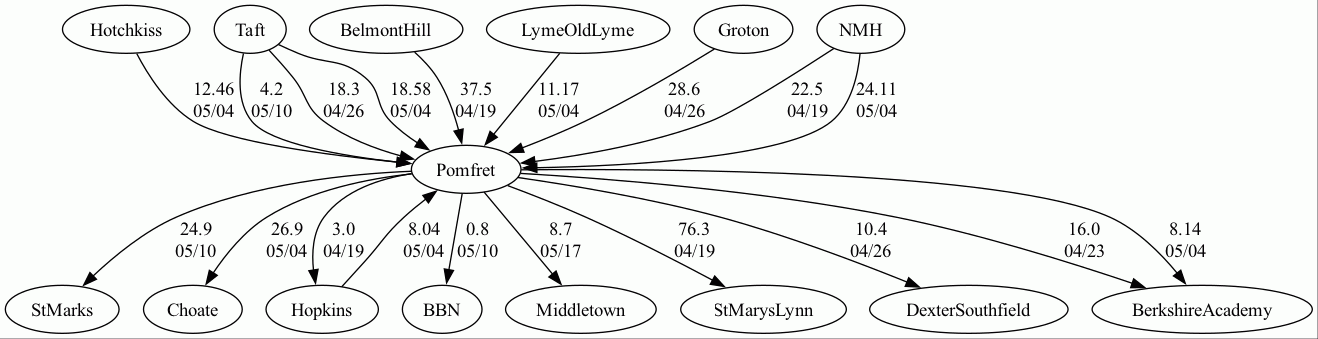 Hotchkiss
Taft
BelmontHill
LymeOldLyme
Groton
NMH
12.46
05/04
4.2
05/10
18.3
04/26
18.58
05/04
37.5
04/19
11.17
05/04
28.6
04/26
22.5
04/19
24.11
05/04
Pomfret
24.9
05/10
26.9
05/04
3.0
04/19
8.04
05/04
0.8
05/10
8.7
05/17
76.3
04/19
10.4
04/26
16.0
04/23
8.14
05/04
StMarks
Choate
Hopkins
BBN
Middletown
StMarysLynn
DexterSouthfield
BerkshireAcademy